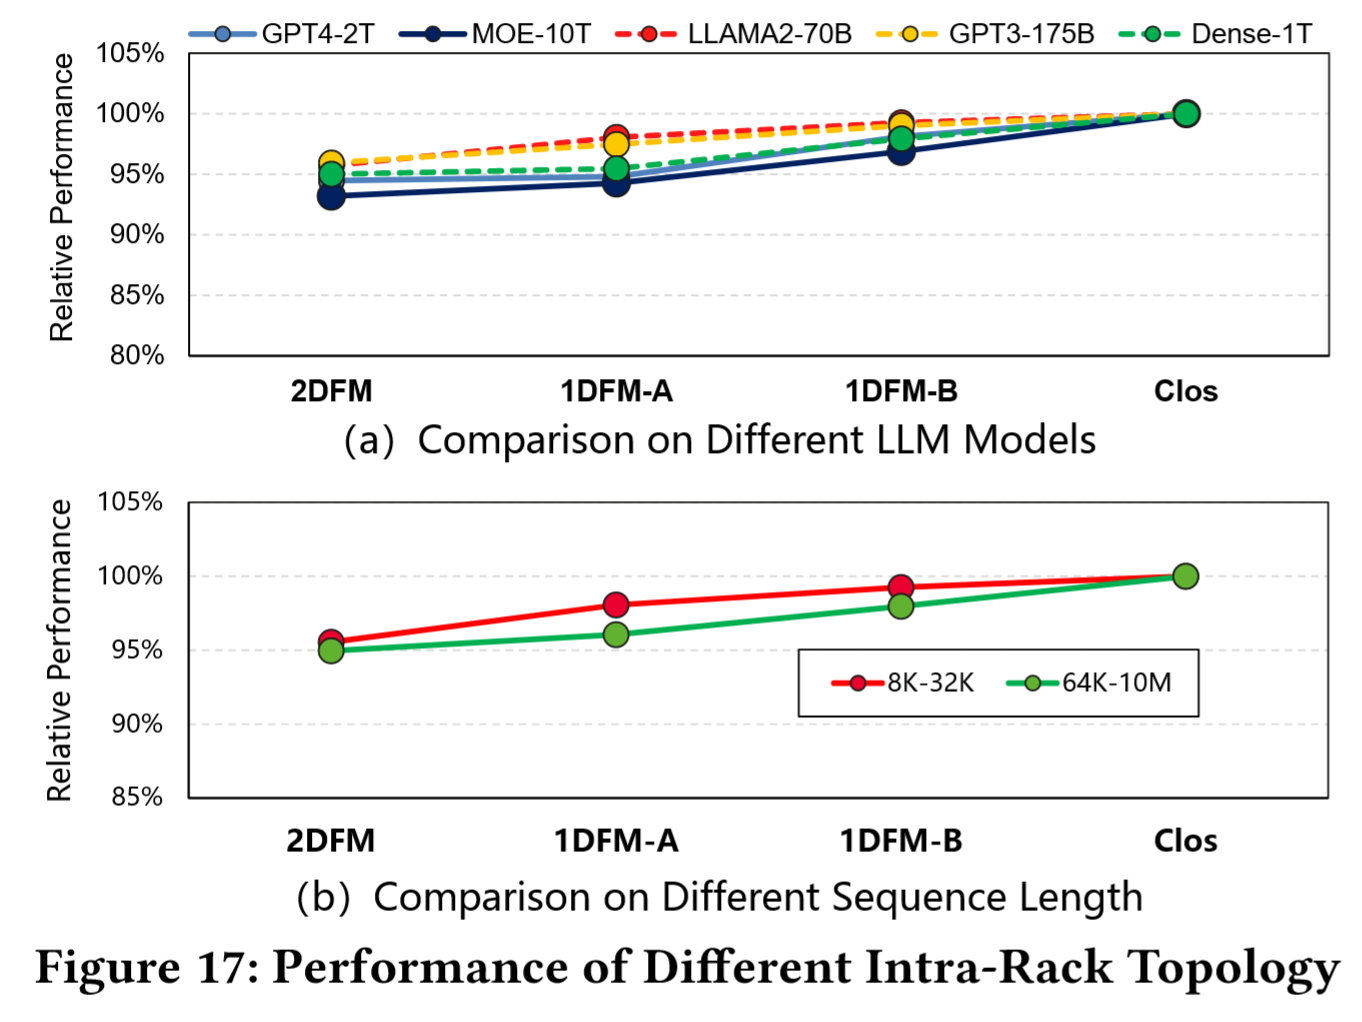 GPT4-2T MOE-10T LLAMA2-70B GPT3-175B Dense-1T
Relative Performance
105%
100%
95%
90%
85%
80%
2DFM 1DFM-A 1DFM-B Clos
(a) Comparison on Different LLM Models
Relative Performance
105%
100%
95%
90%
85%
8K-32K 64K-10M
2DFM 1DFM-A 1DFM-B Clos
(b) Comparison on Different Sequence Length
Figure 17: Performance of Different Intra-Rack Topology